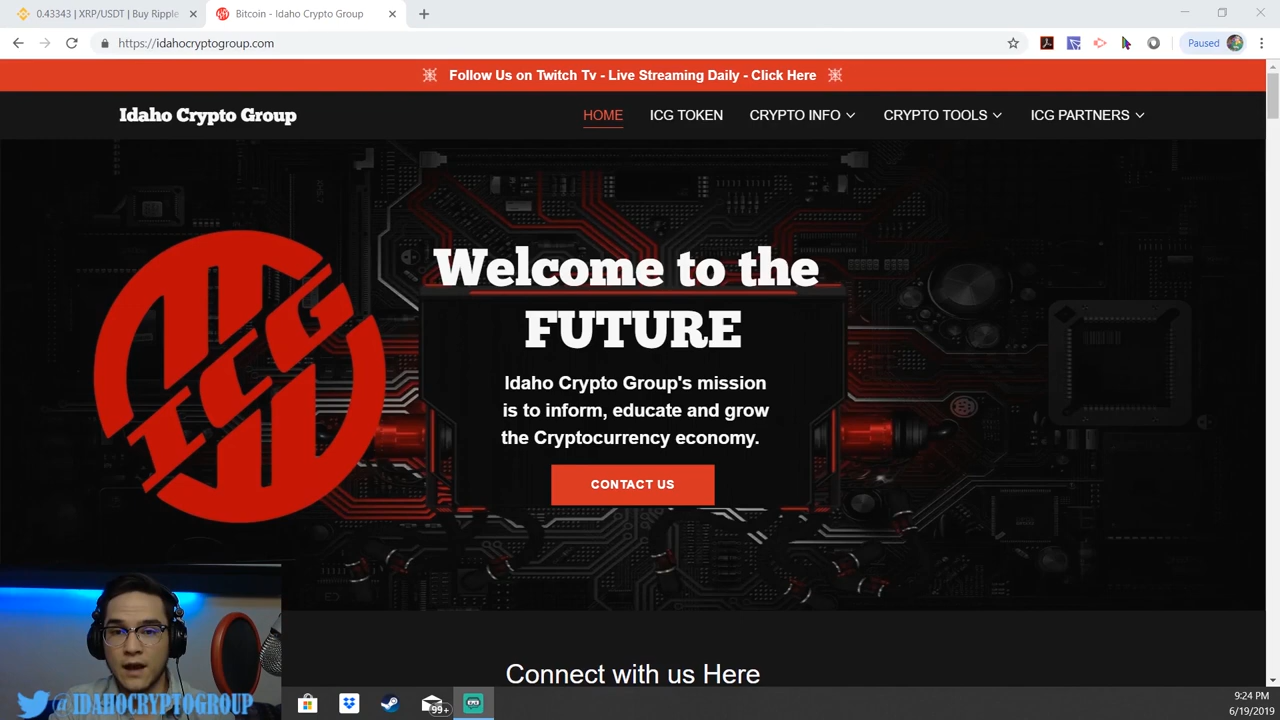 0.43343 | XRP/USDT | Buy Ripple
Bitcoin - Idaho Crypto Group
https://idahocryptogroup.com
Paused
Follow Us on Twitch Tv - Live Streaming Daily - Click Here
Idaho Crypto Group
HOME
ICG TOKEN
CRYPTO INFO
CRYPTO TOOLS
ICG PARTNERS
ICG
Welcome to the
FUTURE
Idaho Crypto Group's mission
is to inform, educate and grow
the Cryptocurrency economy.
CONTACT US
Connect with us Here
@IDAHOCRYPTOGROUP
99+
9:24 PM
6/19/2019